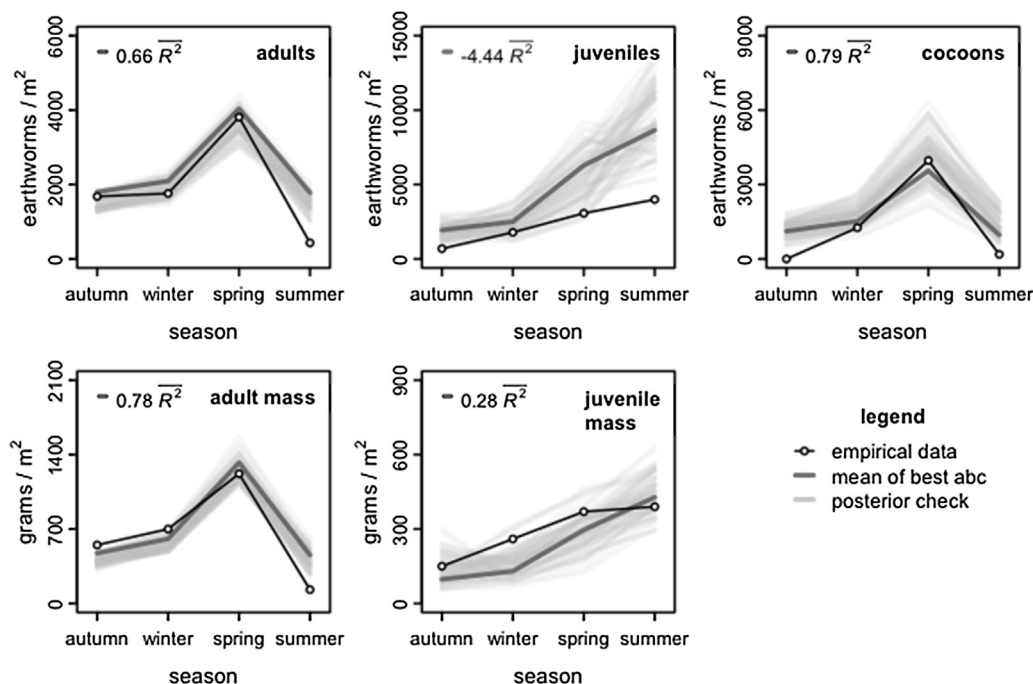 adults
0.66 R²
earthworms / m²
0 2000 4000 6000
autumn winter spring summer
season
juveniles
-4.44 R²
earthworms / m²
0 5000 10000 15000
autumn winter spring summer
season
cocoons
0.79 R²
earthworms / m²
0 3000 6000 9000
autumn winter spring summer
season
adult mass
0.78 R²
grams / m²
0 700 1400 2100
autumn winter spring summer
season
juvenile
mass
0.28 R²
grams / m²
0 300 600 900
autumn winter spring summer
season
legend
empirical data
mean of best abc
posterior check